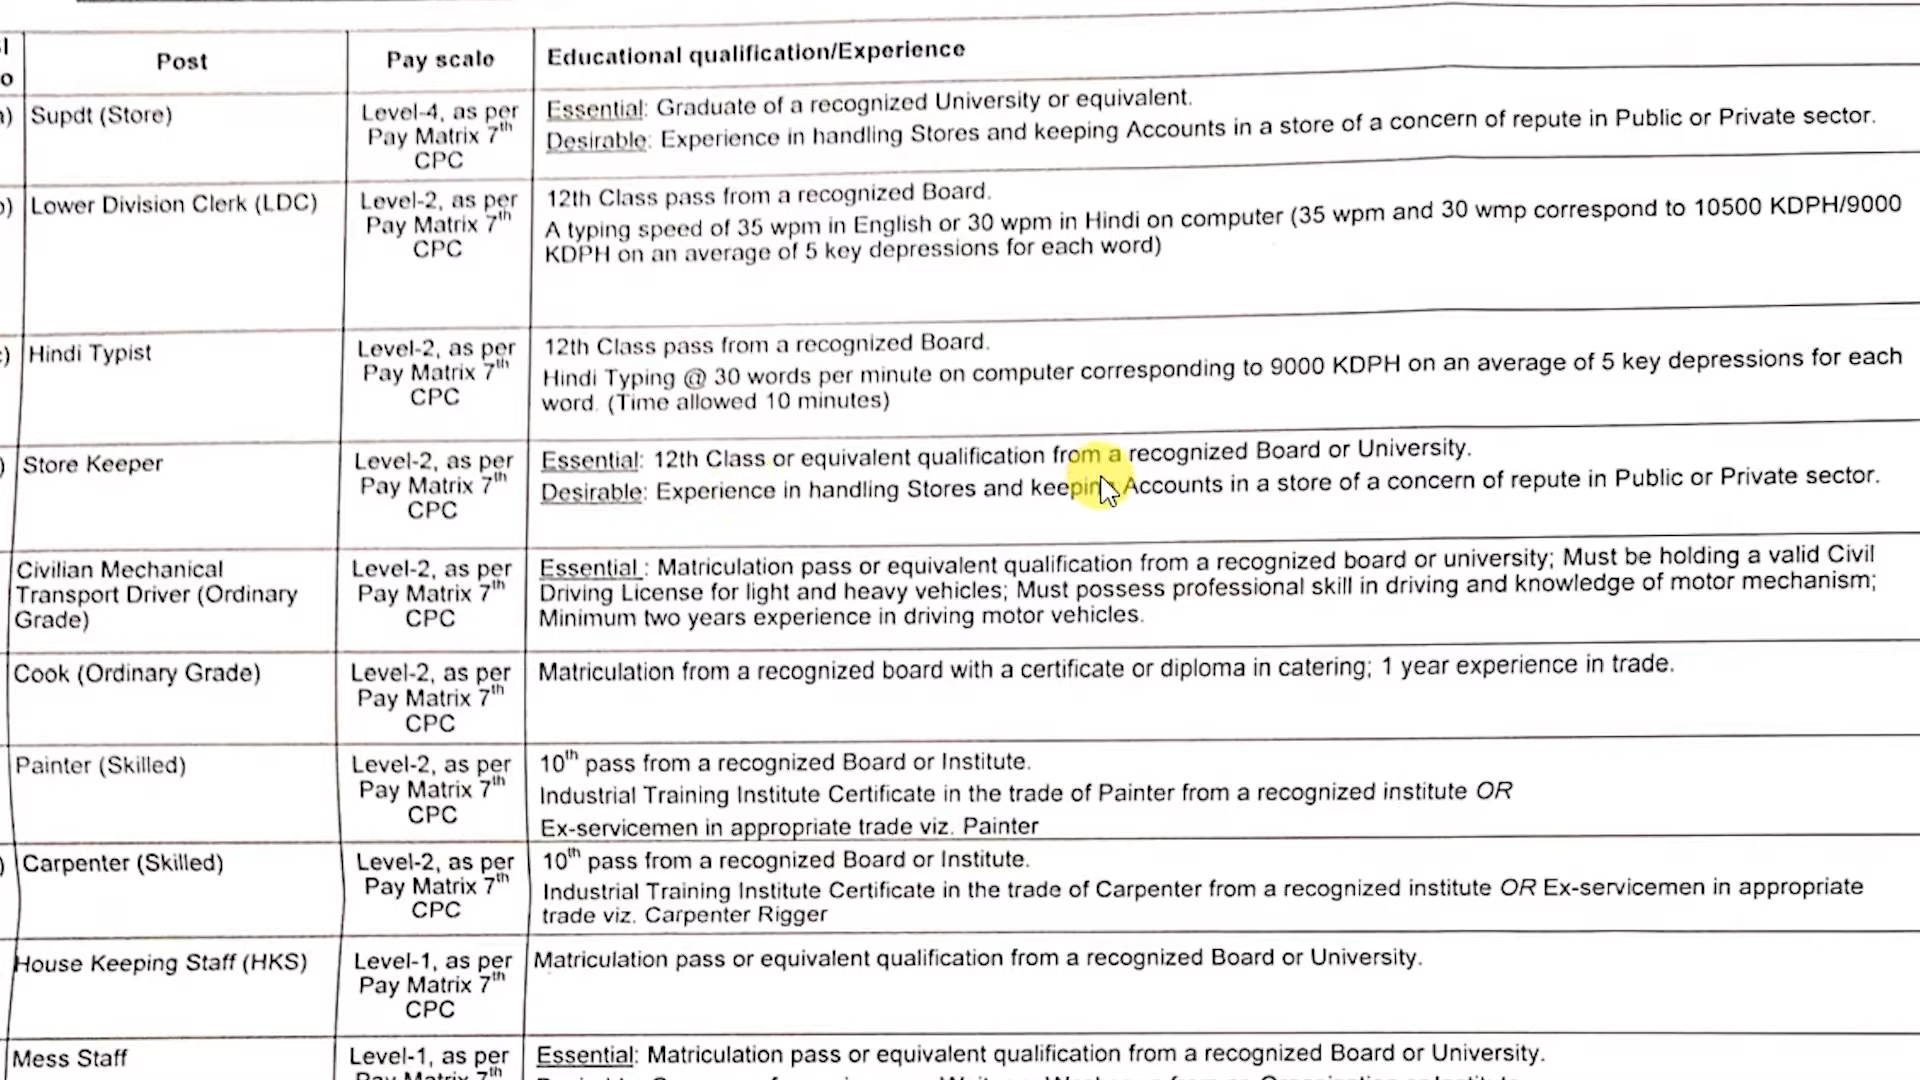 Post Pay scale Educational qualification/Experience
Supdt (Store)
Level-4, as per
Pay Matrix 7th
CPC
Essential: Graduate of a recognized University or equivalent.
Desirable: Experience in handling Stores and keeping Accounts in a store of a concern of repute in Public or Private sector.
Lower Division Clerk (LDC)
Level-2, as per
Pay Matrix 7th
CPC
12th Class pass from a recognized Board.
A typing speed of 35 wpm in English or 30 wpm in Hindi on computer (35 wpm and 30 wmp correspond to 10500 KDPH/9000
KDPH on an average of 5 key depressions for each word)
Hindi Typist
Level-2, as per
Pay Matrix 7th
CPC
12th Class pass from a recognized Board.
Hindi Typing @ 30 words per minute on computer corresponding to 9000 KDPH on an average of 5 key depressions for each
word. (Time allowed 10 minutes)
Store Keeper
Level-2, as per
Pay Matrix 7th
CPC
Essential: 12th Class or equivalent qualification from a recognized Board or University.
Desirable: Experience in handling Stores and keeping Accounts in a store of a concern of repute in Public or Private sector.
Civilian Mechanical
Transport Driver (Ordinary
Grade)
Level-2, as per
Pay Matrix 7th
CPC
Essential : Matriculation pass or equivalent qualification from a recognized board or university; Must be holding a valid Civil
Driving License for light and heavy vehicles; Must possess professional skill in driving and knowledge of motor mechanism;
Minimum two years experience in driving motor vehicles.
Cook (Ordinary Grade)
Level-2, as per
Pay Matrix 7th
CPC
Matriculation from a recognized board with a certificate or diploma in catering; 1 year experience in trade.
Painter (Skilled)
Level-2, as per
Pay Matrix 7th
CPC
10th pass from a recognized Board or Institute.
Industrial Training Institute Certificate in the trade of Painter from a recognized institute OR
Ex-servicemen in appropriate trade viz. Painter
Carpenter (Skilled)
Level-2, as per
Pay Matrix 7th
CPC
10th pass from a recognized Board or Institute.
Industrial Training Institute Certificate in the trade of Carpenter from a recognized institute OR Ex-servicemen in appropriate
trade viz. Carpenter Rigger
House Keeping Staff (HKS)
Level-1, as per
Pay Matrix 7th
CPC
Matriculation pass or equivalent qualification from a recognized Board or University.
Mess Staff
Level-1, as per
Pay Matrix 7th
Essential: Matriculation pass or equivalent qualification from a recognized Board or University.